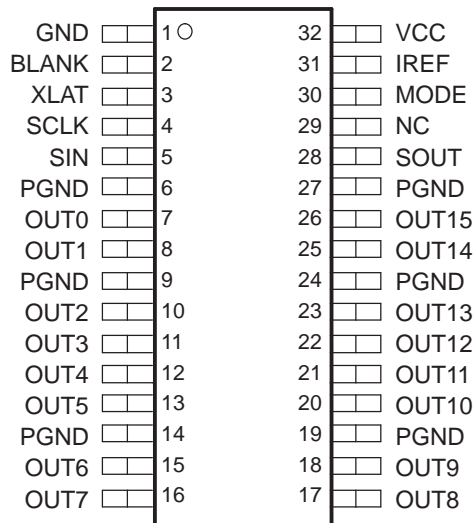 GND 1 32 VCC
BLANK 2 31 IREF
XLAT 3 30 MODE
SCLK 4 29 NC
SIN 5 28 SOUT
PGND 6 27 PGND
OUT0 7 26 OUT15
OUT1 8 25 OUT14
PGND 9 24 PGND
OUT2 10 23 OUT13
OUT3 11 22 OUT12
OUT4 12 21 OUT11
OUT5 13 20 OUT10
PGND 14 19 PGND
OUT6 15 18 OUT9
OUT7 16 17 OUT8